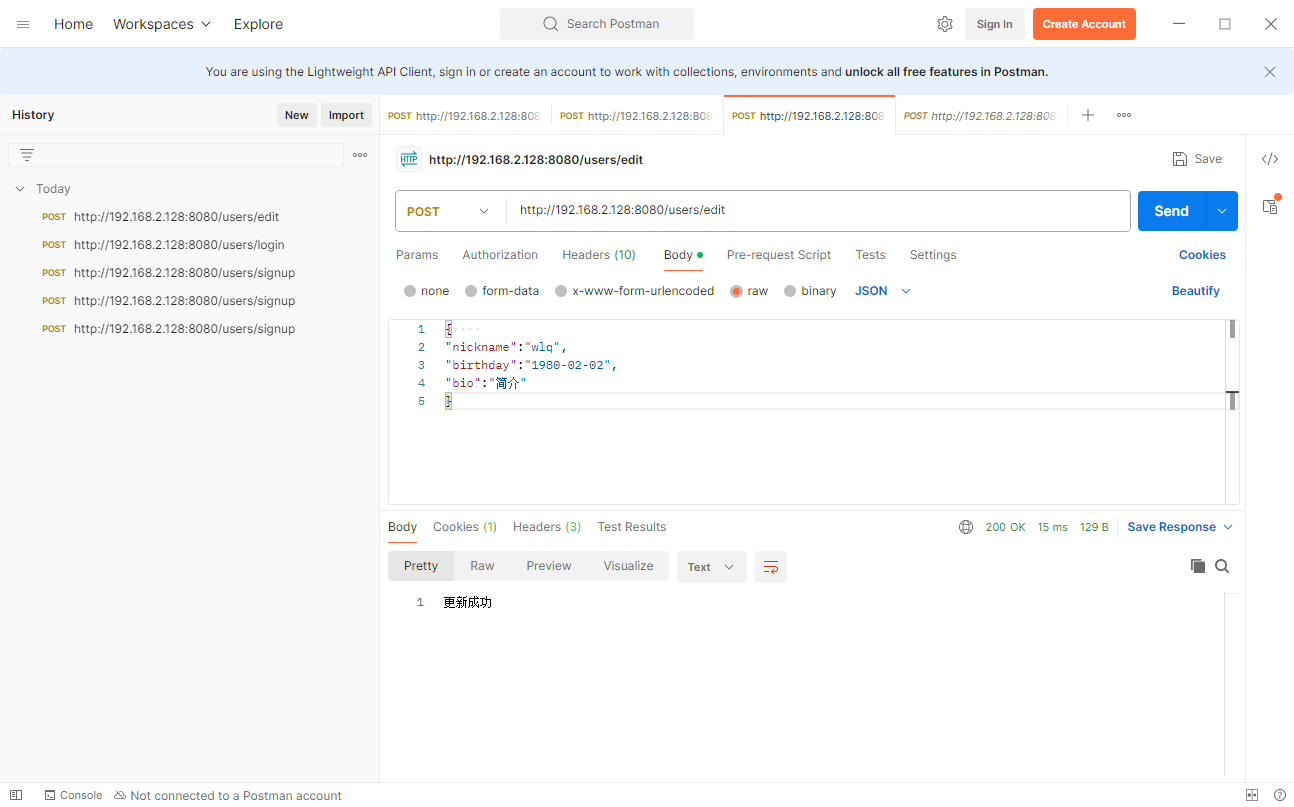 Home Workspaces Explore Search Postman Sign In Create Account
You are using the Lightweight API Client, sign in or create an account to work with collections, environments and unlock all free features in Postman.
History New Import
POST http://192.168.2.128:808 POST http://192.168.2.128:808 POST http://192.168.2.128:808 POST http://192.168.2.128:808
HTTP http://192.168.2.128:8080/users/edit Save
Today
POST http://192.168.2.128:8080/users/edit
POST http://192.168.2.128:8080/users/login
POST http://192.168.2.128:8080/users/signup
POST http://192.168.2.128:8080/users/signup
POST http://192.168.2.128:8080/users/signup
POST http://192.168.2.128:8080/users/edit Send
Params Authorization Headers (10) Body Pre-request Script Tests Settings Cookies
none form-data x-www-form-urlencoded raw binary JSON Beautify
1 {
2 "nickname":"wlq",
3 "birthday":"1980-02-02",
4 "bio":"简介"
5 }
Body Cookies (1) Headers (3) Test Results 200 OK 15 ms 129 B Save Response
Pretty Raw Preview Visualize Text
1 更新成功
Console Not connected to a Postman account